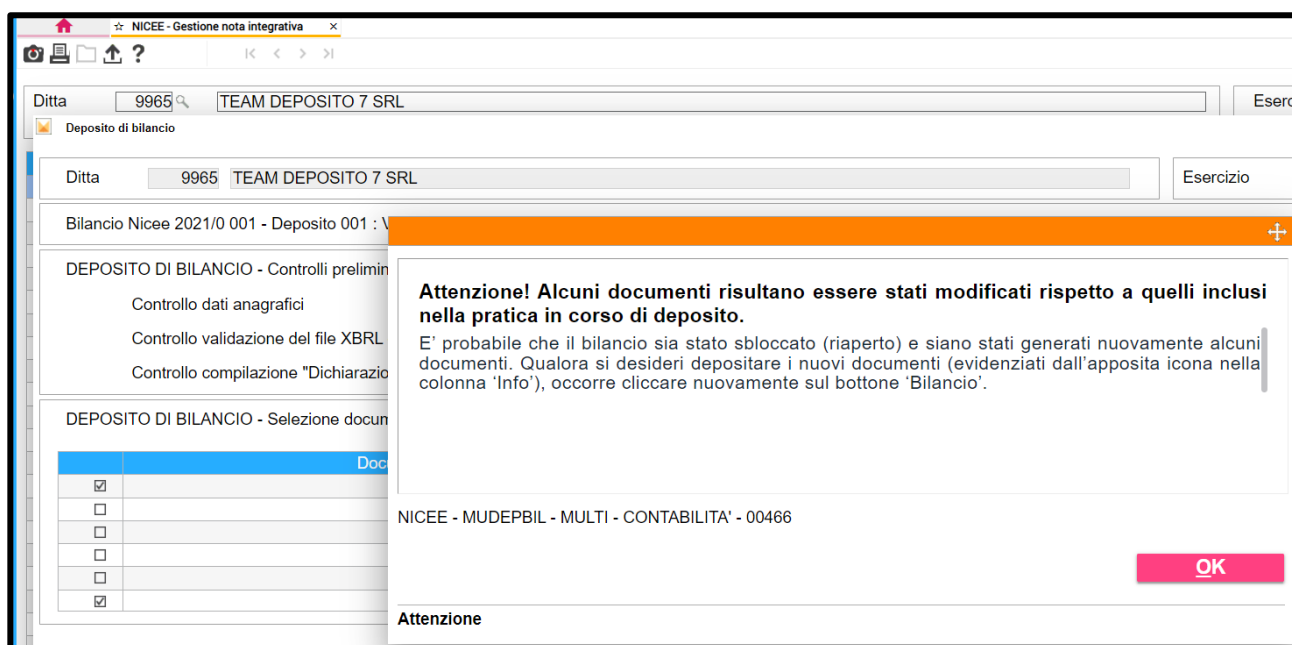 NICEE - Gestione nota integrativa
Ditta 9965 TEAM DEPOSITO 7 SRL
Deposito di bilancio
Ditta 9965 TEAM DEPOSITO 7 SRL Esercizio
Bilancio Nicee 2021/0 001 - Deposito 001 :
DEPOSITO DI BILANCIO - Controlli
Controllo dati anagrafici
Controllo validazione del file XBRL
Controllo compilazione
DEPOSITO DI BILANCIO - Selezione
Attenzione! Alcuni documenti risultano essere stati modificati rispetto a quelli inclusi
nella pratica in corso di deposito.
E' probabile che il bilancio sia stato sbloccato (riaperto) e siano stati generati nuovamente alcuni
documenti. Qualora si desideri depositare i nuovi documenti (evidenziati dall'apposita icona nella
colonna ‘Info’), occorre cliccare nuovamente sul bottone ‘Bilancio’.
NICEE - MUDEPBIL - MULTI - CONTABILITA' - 00466
OK
Attenzione